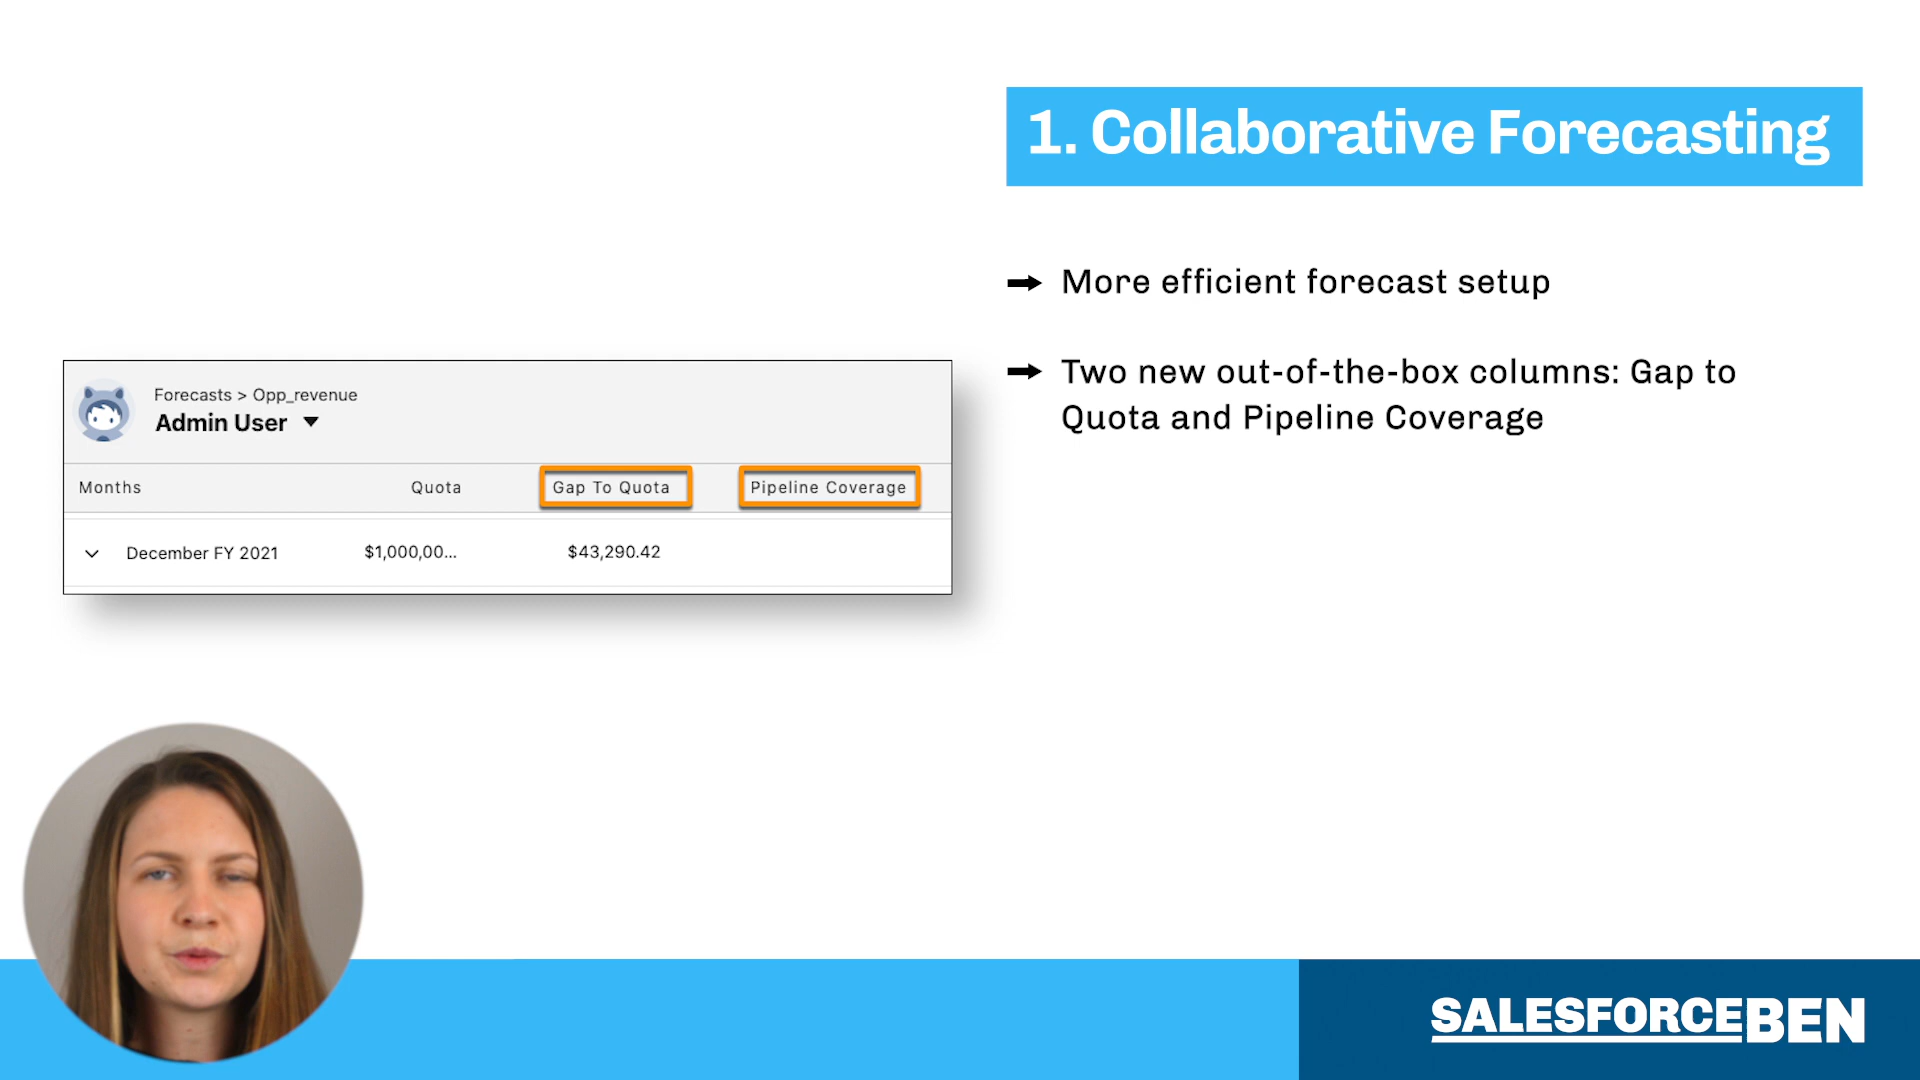 1. Collaborative Forecasting
More efficient forecast setup
Two new out-of-the-box columns: Gap to
Quota and Pipeline Coverage
Forecasts > Opp_revenue
Admin User
Months Quota Gap To Quota Pipeline Coverage
December FY 2021 $1,000,00... $43,290.42
SALESFORCEBEN